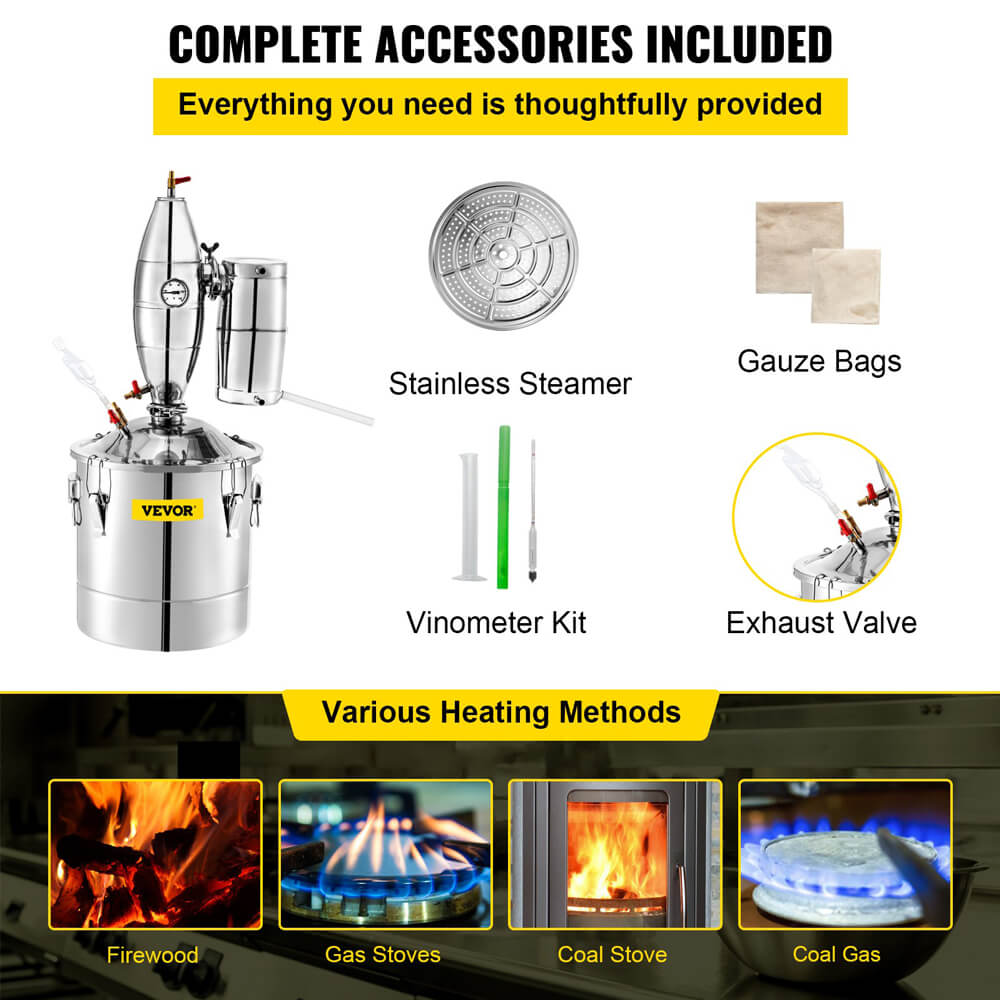 COMPLETE ACCESSORIES INCLUDED
Everything you need is thoughtfully provided
VEVOR
Stainless Steamer
Gauze Bags
Vinometer Kit
Exhaust Valve
Various Heating Methods
Firewood
Gas Stoves
Coal Stove
Coal Gas